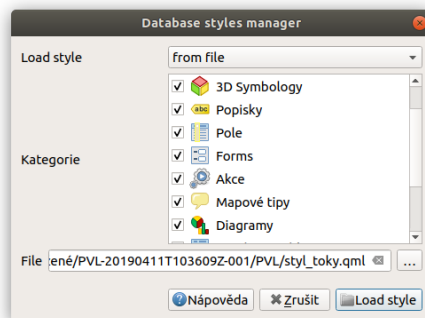 Database styles manager
Load style from file
3D Symbology
abc Popisky
Pole
Forms
Kategorie
Akce
Mapové tipy
Diagramy
File ené/PVL-20190411T103609Z-001/PVL/styl_toky.qml ...
Nápověda Zrušit Load style